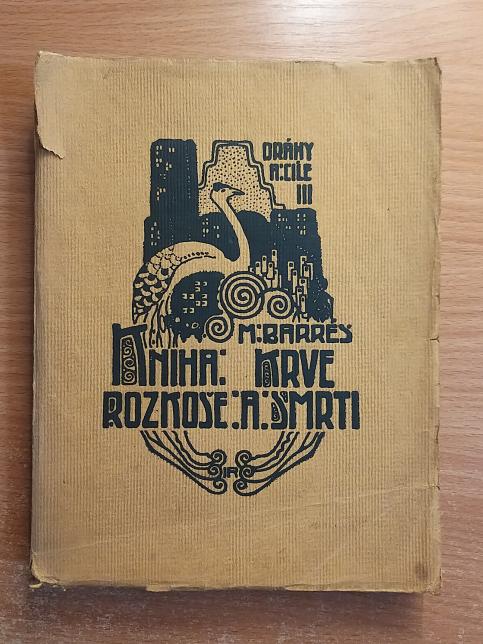 DRÁHY
A:CÍLE
III
M: BARRÈS
KNIHA: KRVE
ROZKOŠE:A:SMRTI